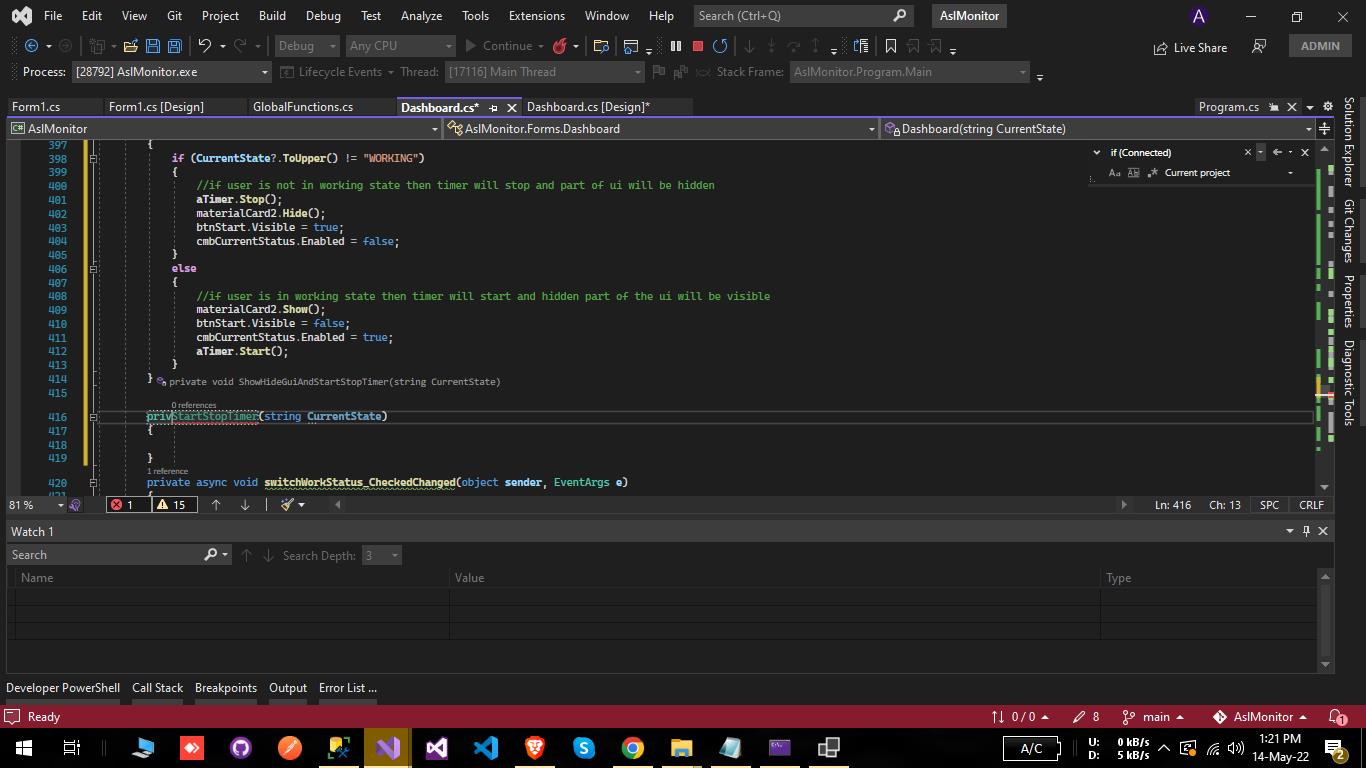 File Edit View Git Project Build Debug Test Analyze Tools Extensions Window Help Search (Ctrl+Q) AslMonitor A
Debug Any CPU Continue Live Share ADMIN
Process: [28792] AslMonitor.exe Lifecycle Events Thread: [17116] Main Thread Stack Frame: AslMonitor.Program.Main
Form1.cs Form1.cs [Design] GlobalFunctions.cs Dashboard.cs* Dashboard.cs [Design]* Program.cs
AslMonitor AslMonitor.Forms.Dashboard Dashboard(string CurrentState)
if (Connected)
Aa Current project
397 {
398 if (CurrentState?.ToUpper() != "WORKING")
399 {
400 //if user is not in working state then timer will stop and part of ui will be hidden
401 aTimer.Stop();
402 materialCard2.Hide();
403 btnStart.Visible = true;
404 cmbCurrentStatus.Enabled = false;
405 }
406 else
407 {
408 //if user is in working state then timer will start and hidden part of the ui will be visible
409 materialCard2.Show();
410 btnStart.Visible = false;
411 cmbCurrentStatus.Enabled = true;
412 aTimer.Start();
413 }
414 } private void ShowHideGuiAndStartStopTimer(string CurrentState)
415
0 references
416 privStartStopTimer(string CurrentState)
417 {
418
419 }
1 reference
420 private async void switchWorkStatus_CheckedChanged(object sender, EventArgs e)
421 {
81 % 1 15 Ln: 416 Ch: 13 SPC CRLF
Watch 1
Search Search Depth: 3
Name Value Type
Developer PowerShell Call Stack Breakpoints Output Error List ...
Ready 0 / 0 8 main AslMonitor 1
Solution Explorer
Git Changes
Properties
Diagnostic Tools
A/C U: 0 kB/s D: 5 kB/s 1:21 PM 14-May-22 2